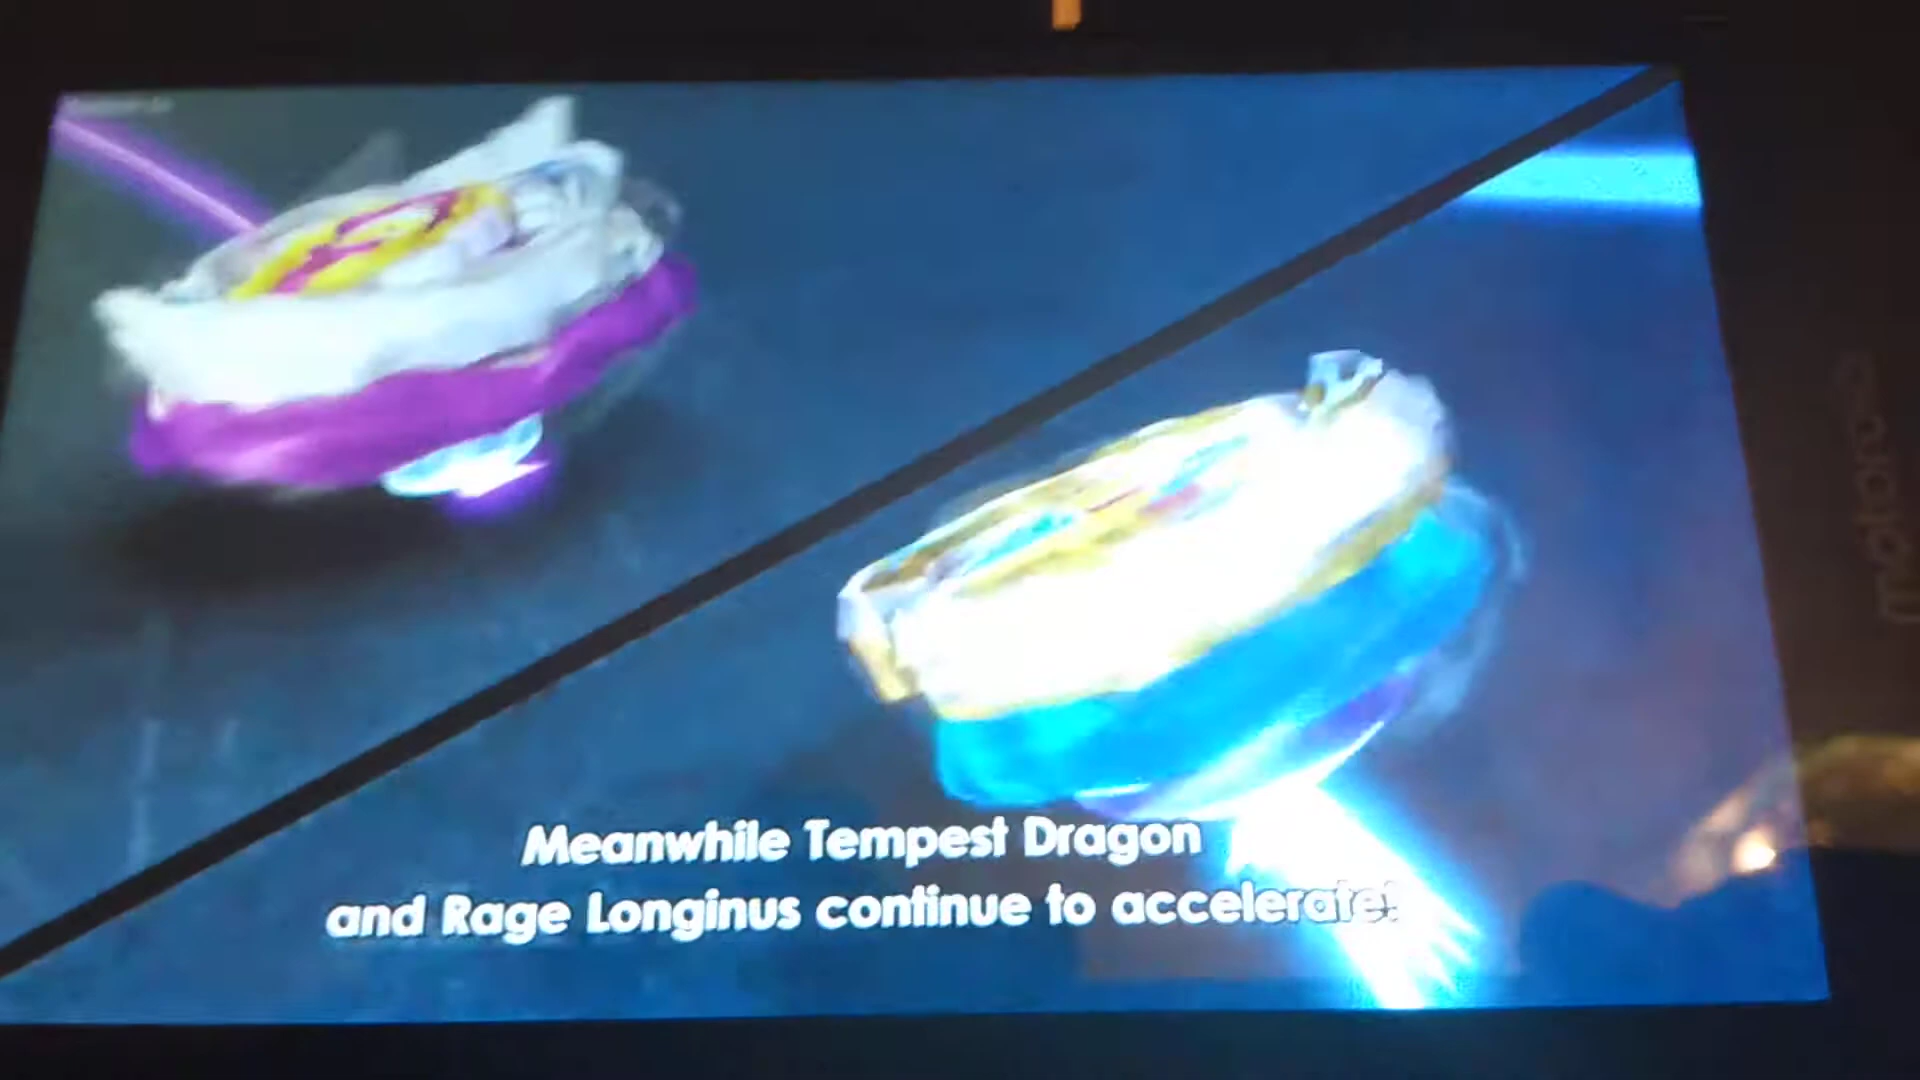 Meanwhile Tempest Dragon
and Rage Longinus continue to accelerate!